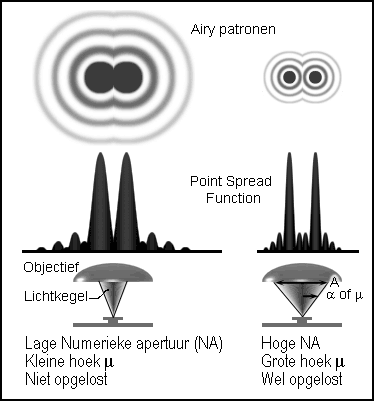 Airy patronen
Point Spread
Function
Objectief
Lichtkegel
A
α of μ
Lage Numerieke apertuur (NA)
Kleine hoek μ
Niet opgelost
Hoge NA
Grote hoek μ
Wel opgelost